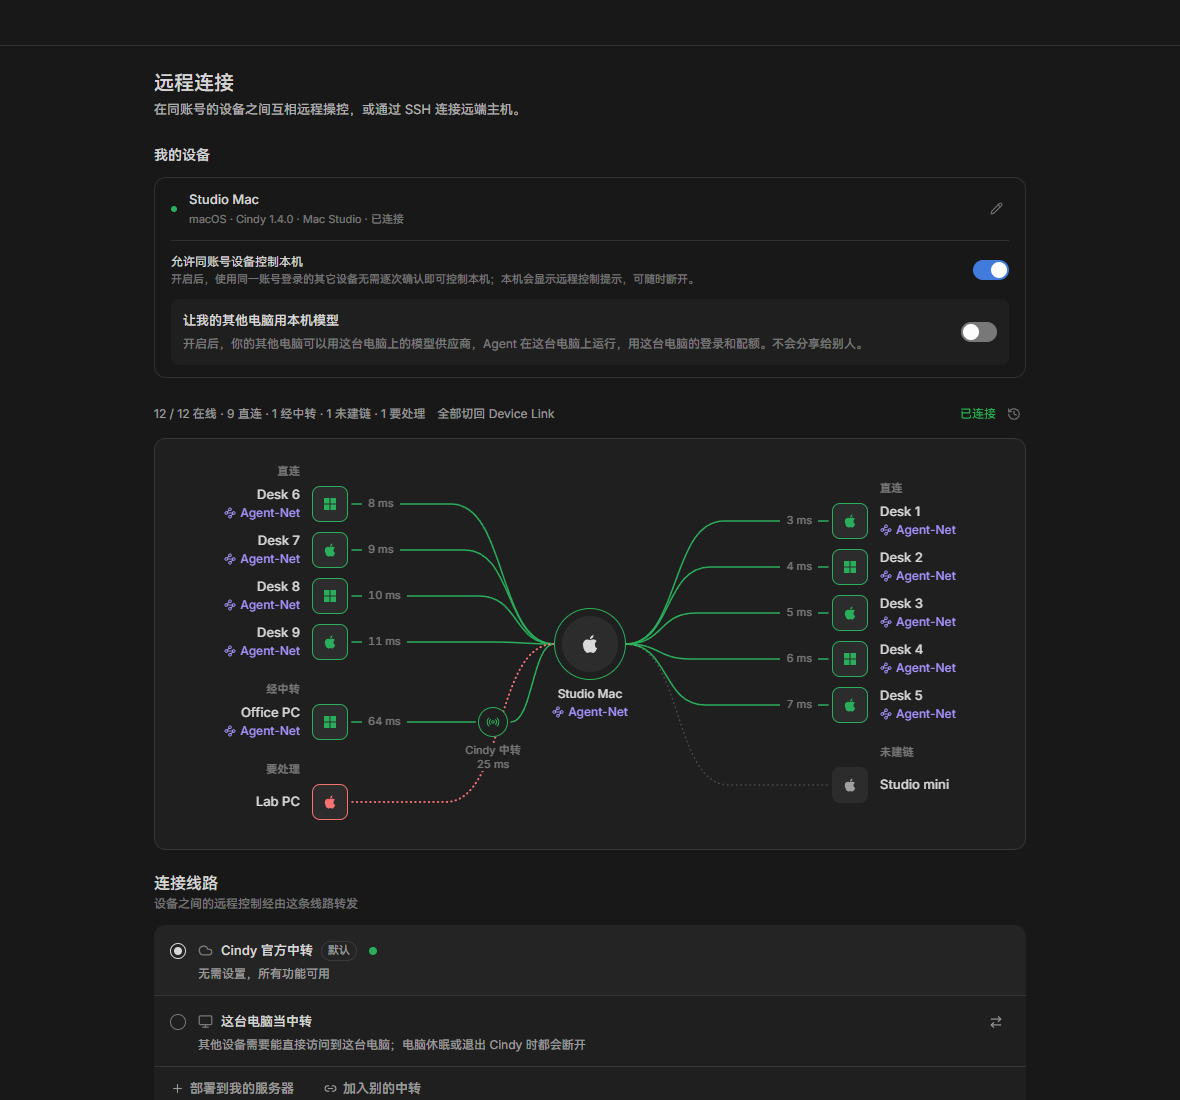 远程连接
在同账号的设备之间互相远程操控，或通过 SSH 连接远端主机。
我的设备
Studio Mac
macOS · Cindy 1.4.0 · Mac Studio · 已连接
允许同账号设备控制本机
开启后，使用同一账号登录的其它设备无需逐次确认即可控制本机；本机会显示远程控制提示，可随时断开。
让我的其他电脑用本机模型
开启后，你的其他电脑可以用这台电脑上的模型供应商，Agent 在这台电脑上运行，用这台电脑的登录和配额。不会分享给别人。
12 / 12 在线 · 9 直连 · 1 经中转 · 1 未建链 · 1 要处理 全部切回 Device Link
已连接
直连
Desk 6
Agent-Net
8 ms
Desk 7
Agent-Net
9 ms
Desk 8
Agent-Net
10 ms
Desk 9
Agent-Net
11 ms
经中转
Office PC
Agent-Net
64 ms
Cindy 中转
25 ms
要处理
Lab PC
Studio Mac
Agent-Net
直连
3 ms
Desk 1
Agent-Net
4 ms
Desk 2
Agent-Net
5 ms
Desk 3
Agent-Net
6 ms
Desk 4
Agent-Net
7 ms
Desk 5
Agent-Net
未建链
Studio mini
连接线路
设备之间的远程控制经由这条线路转发
Cindy 官方中转 默认
无需设置，所有功能可用
这台电脑当中转
其他设备需要能直接访问到这台电脑；电脑休眠或退出 Cindy 时都会断开
部署到我的服务器 加入别的中转